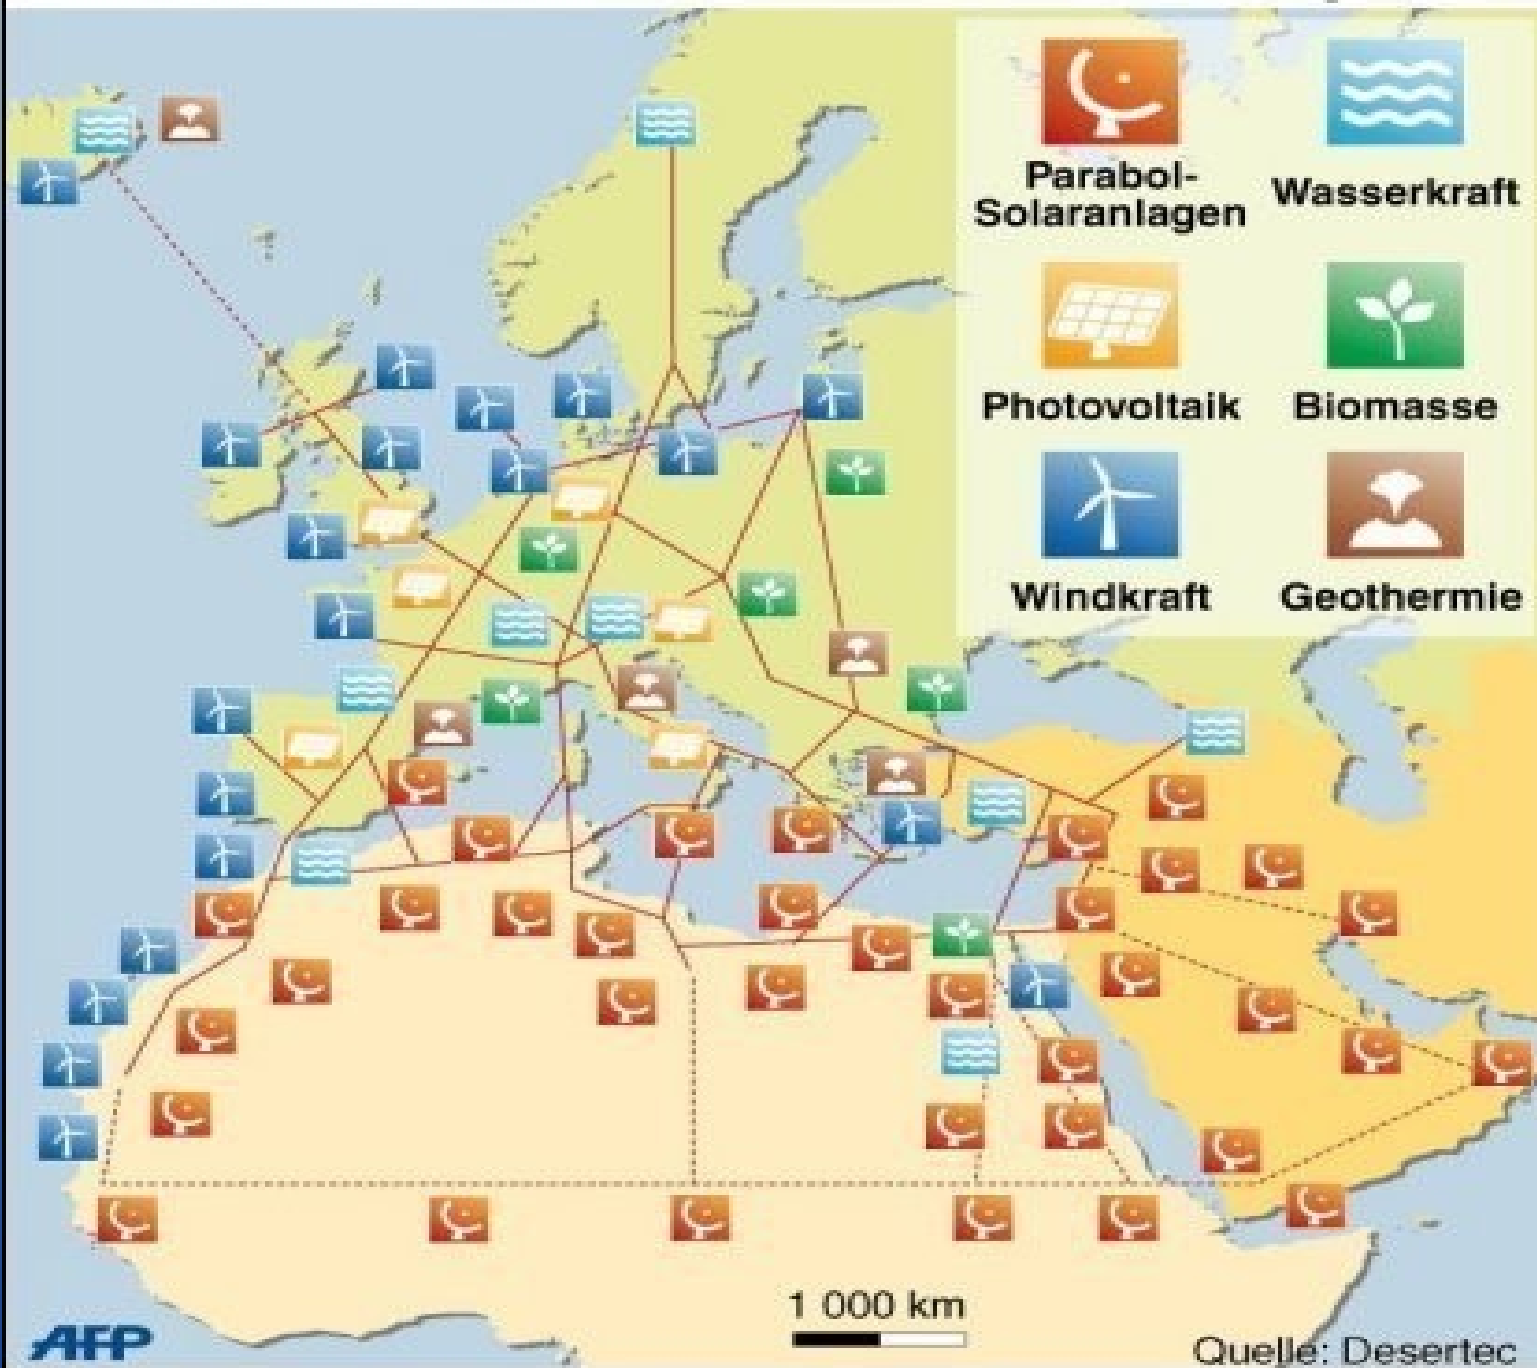 Parabol-
Solaranlagen
Wasserkraft
Photovoltaik
Biomasse
Windkraft
Geothermie
1 000 km
AFP
Quelle: Desertec